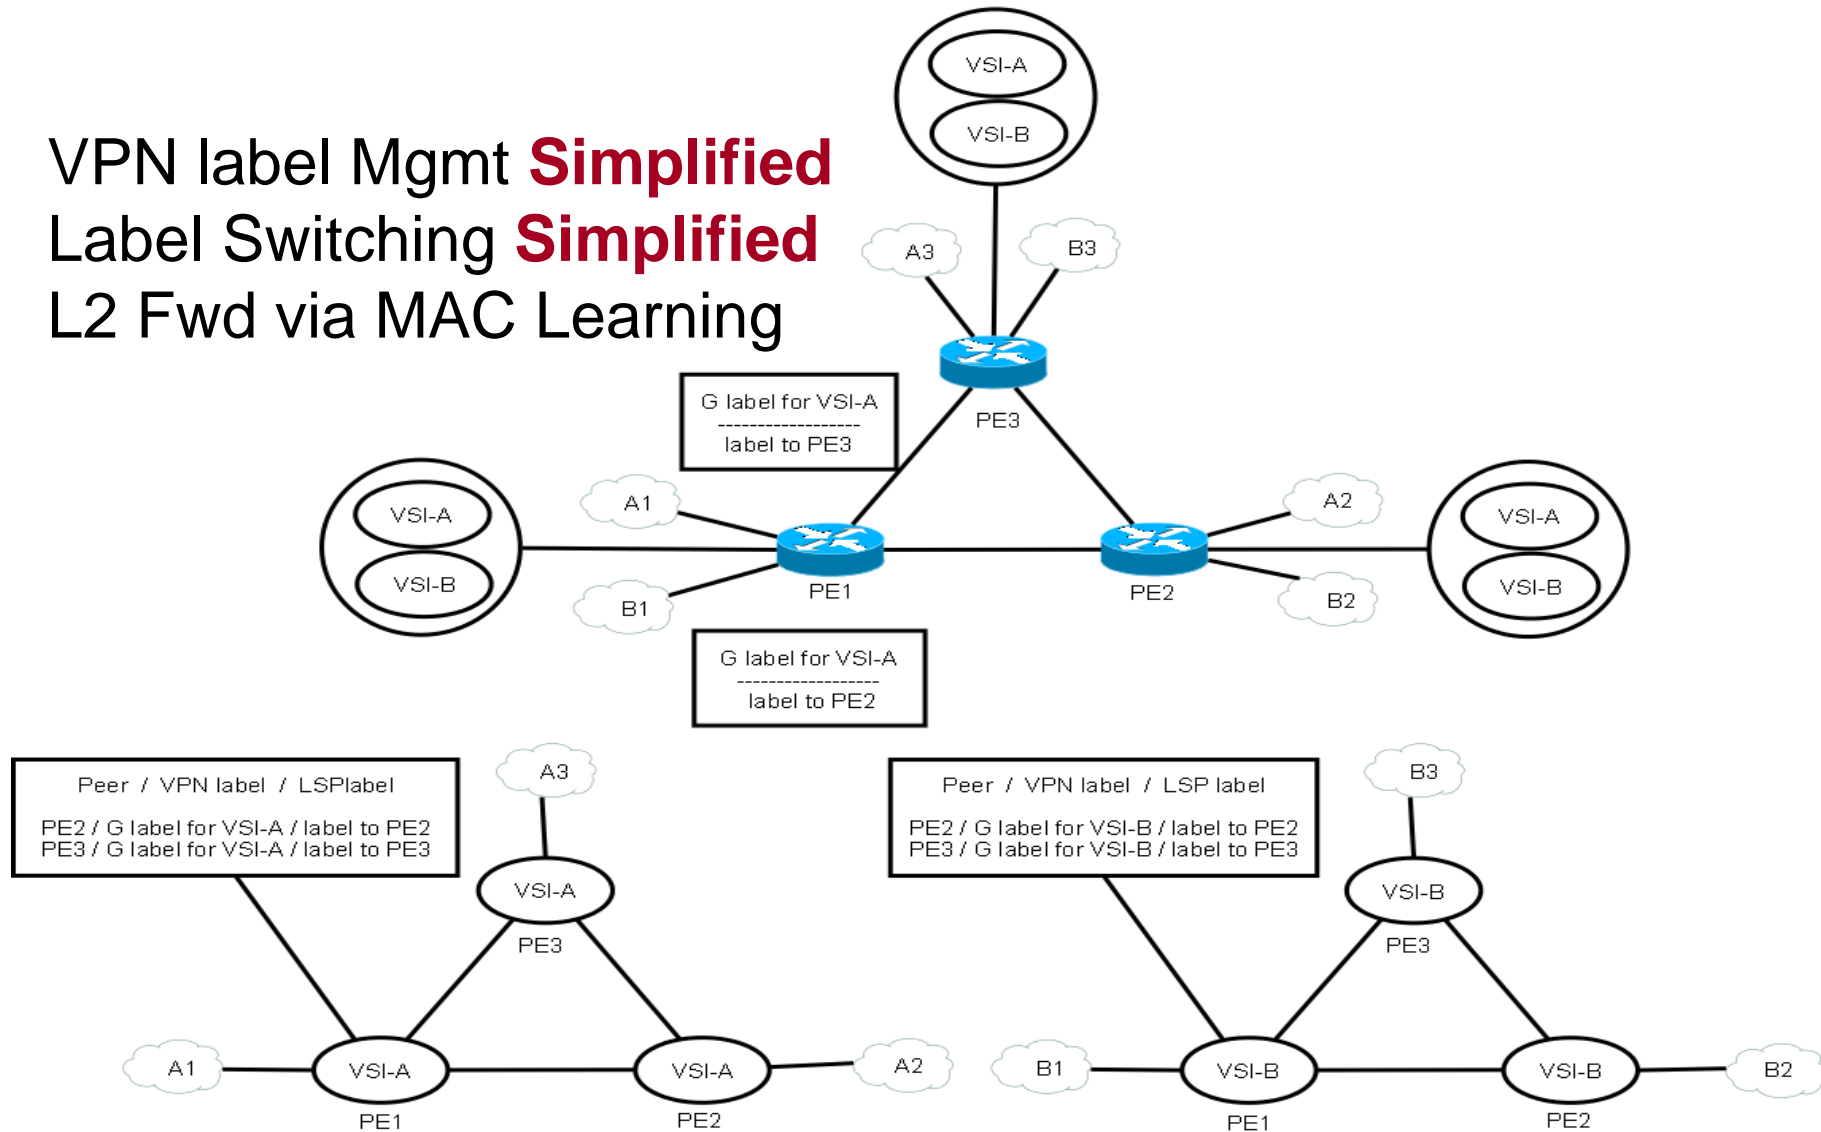 VPN label Mgmt Simplified
Label Switching Simplified
L2 Fwd via MAC Learning
VSI-A
VSI-B
A3
B3
PE3
G label for VSI-A
------------------
label to PE3
VSI-A
VSI-B
A1
B1
PE1
PE2
A2
B2
VSI-A
VSI-B
G label for VSI-A
------------------
label to PE2
Peer / VPN label / LSPlabel
PE2 / G label for VSI-A / label to PE2
PE3 / G label for VSI-A / label to PE3
A3
VSI-A
PE3
A1
VSI-A
PE1
VSI-A
PE2
A2
Peer / VPN label / LSP label
PE2 / G label for VSI-B / label to PE2
PE3 / G label for VSI-B / label to PE3
B3
VSI-B
PE3
B1
VSI-B
PE1
VSI-B
PE2
B2